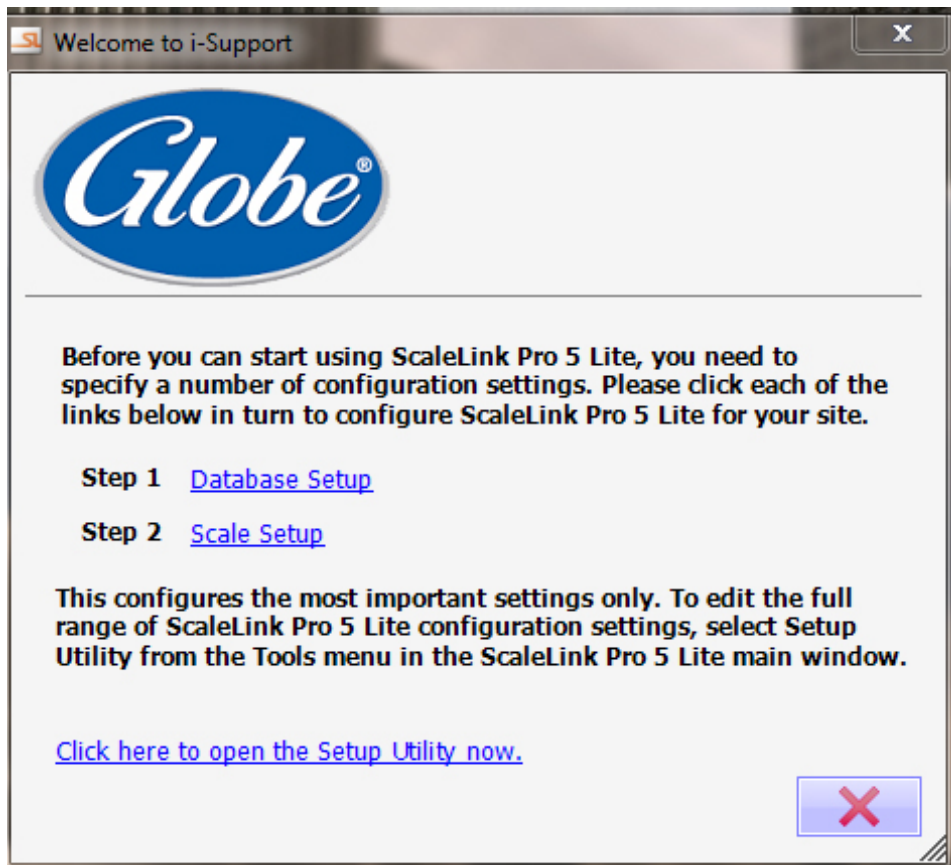 SL Welcome to i-Support
Globe®
Before you can start using ScaleLink Pro 5 Lite, you need to
specify a number of configuration settings. Please click each of the
links below in turn to configure ScaleLink Pro 5 Lite for your site.
Step 1 Database Setup
Step 2 Scale Setup
This configures the most important settings only. To edit the full
range of ScaleLink Pro 5 Lite configuration settings, select Setup
Utility from the Tools menu in the ScaleLink Pro 5 Lite main window.
Click here to open the Setup Utility now.